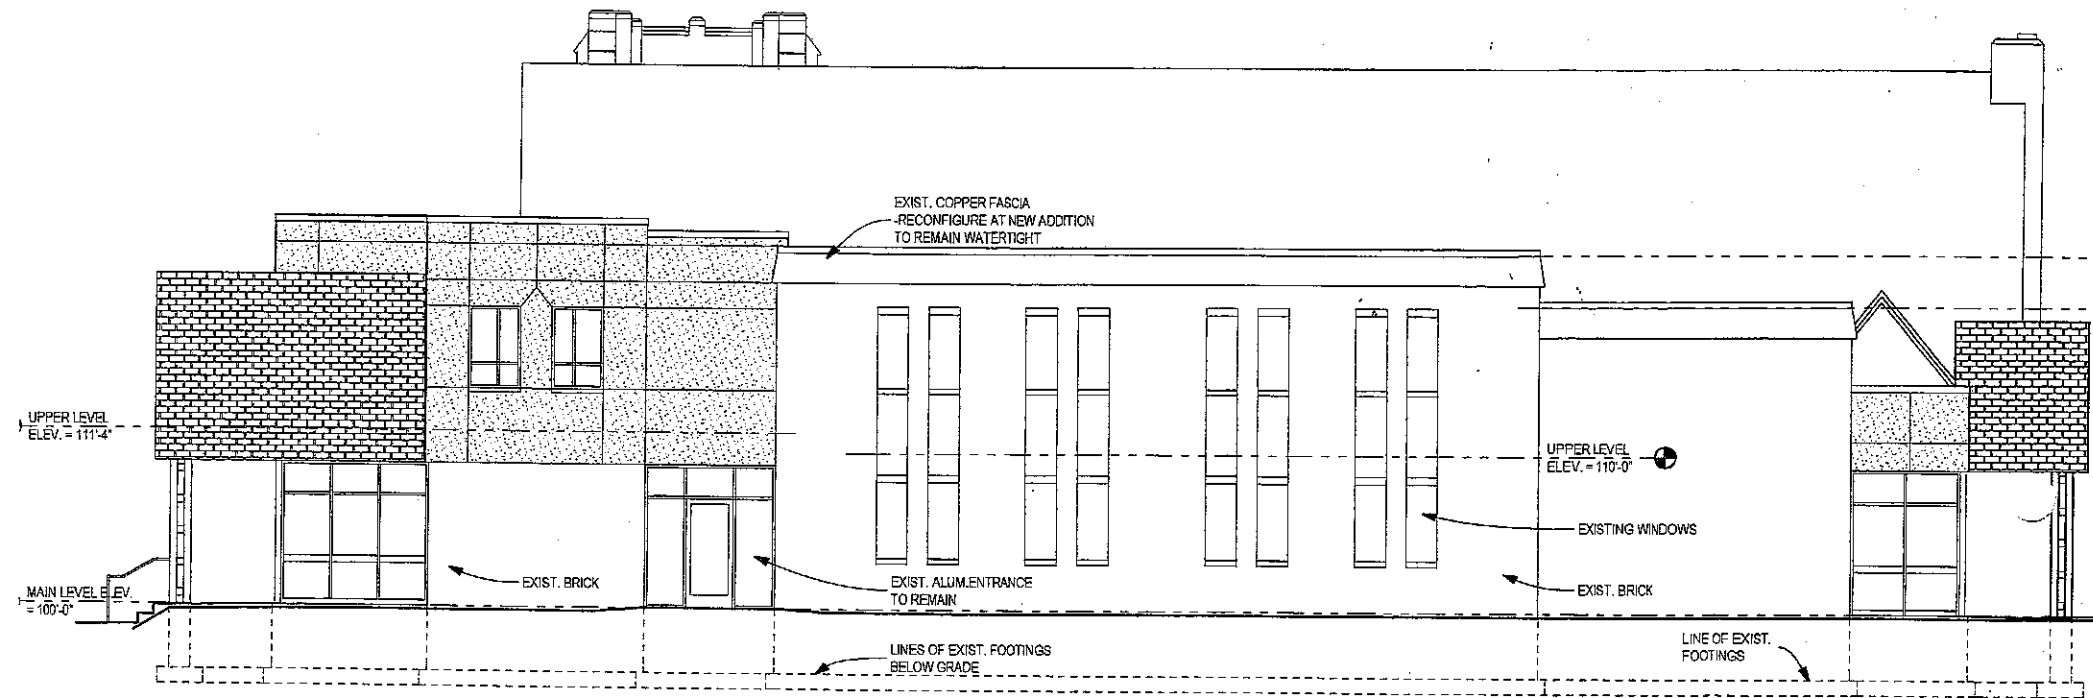 EXIST. COPPER FASCIA
-RECONFIGURE AT NEW ADDITION
TO REMAIN WATERTIGHT
UPPER LEVEL
ELEV. = 111'-4"
UPPER LEVEL
ELEV. = 110'-0"
EXISTING WINDOWS
EXIST. BRICK
EXIST. ALUM.ENTRANCE
TO REMAIN
EXIST. BRICK
MAIN LEVEL ELEV.
= 100'-0"
LINES OF EXIST. FOOTINGS
BELOW GRADE
LINE OF EXIST.
FOOTINGS